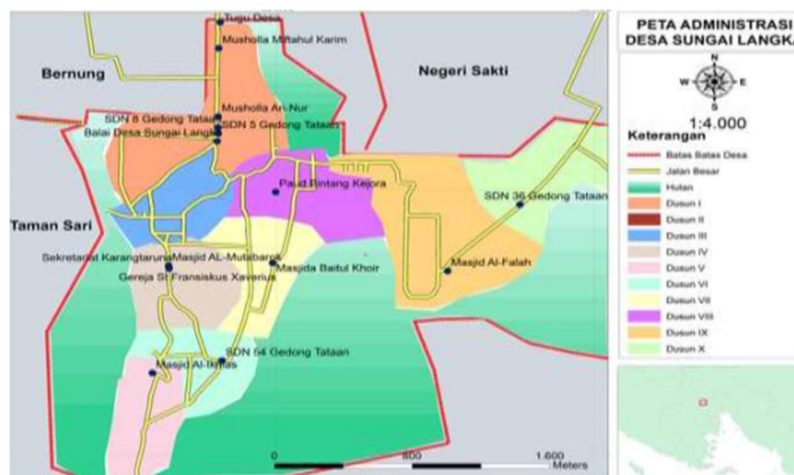 Tugu Desa
Musholla Miftahul Karim
Bernung
Negeri Sakti
Musholla An-Nur
SDN 8 Gedong Tataan
SDN 5 Gedong Tataan
Balai Desa Sungai Langka
Paud Bintang Kejora
SDN 36 Gedong Tataan
Taman Sari
Sekretariat Karangtaruna
Masjid AL-Mutabarok
Gereja St Fransiskus Xaverius
Masjida Baitul Khoir
Masjid Al-Falah
SDN 54 Gedong Tataan
Masjid Al-Ikhlas
0 800 1.600
Meters
PETA ADMINISTRASI
DESA SUNGAI LANGKA
N
W E
S
1:4.000
Keterangan
Batas Batas Desa
Jalan Besar
Hutan
Dusun I
Dusun II
Dusun III
Dusun IV
Dusun V
Dusun VI
Dusun VII
Dusun VIII
Dusun IX
Dusun X